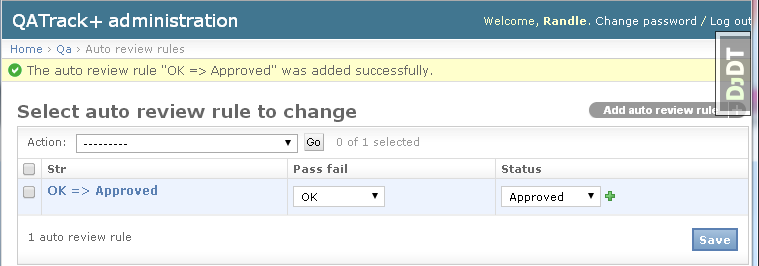 QATrack+ administration
Welcome, Randle. Change password / Log out
Home › Qa › Auto review rules
The auto review rule "OK => Approved" was added successfully.
DJDT
Select auto review rule to change
Add auto review rule +
Action: --------- Go 0 of 1 selected
Str Pass fail Status
OK => Approved OK Approved
1 auto review rule
Save